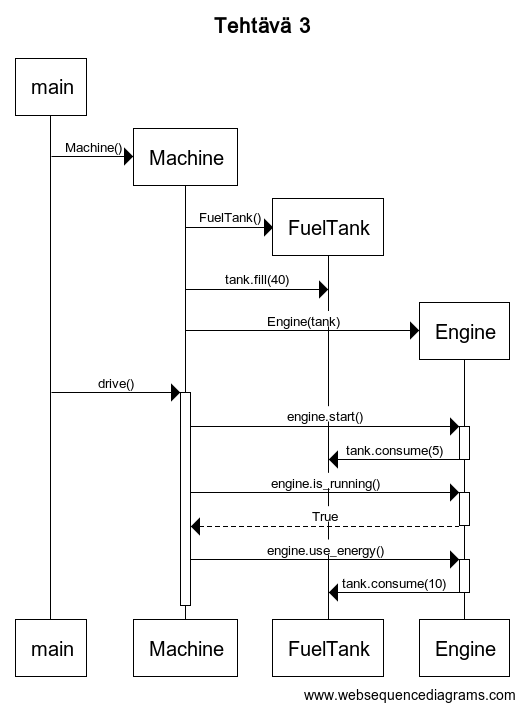 Tehtävä 3
main
Machine()
Machine
FuelTank()
FuelTank
tank.fill(40)
Engine(tank)
Engine
drive()
engine.start()
tank.consume(5)
engine.is_running()
True
engine.use_energy()
tank.consume(10)
main
Machine
FuelTank
Engine
www.websequencediagrams.com